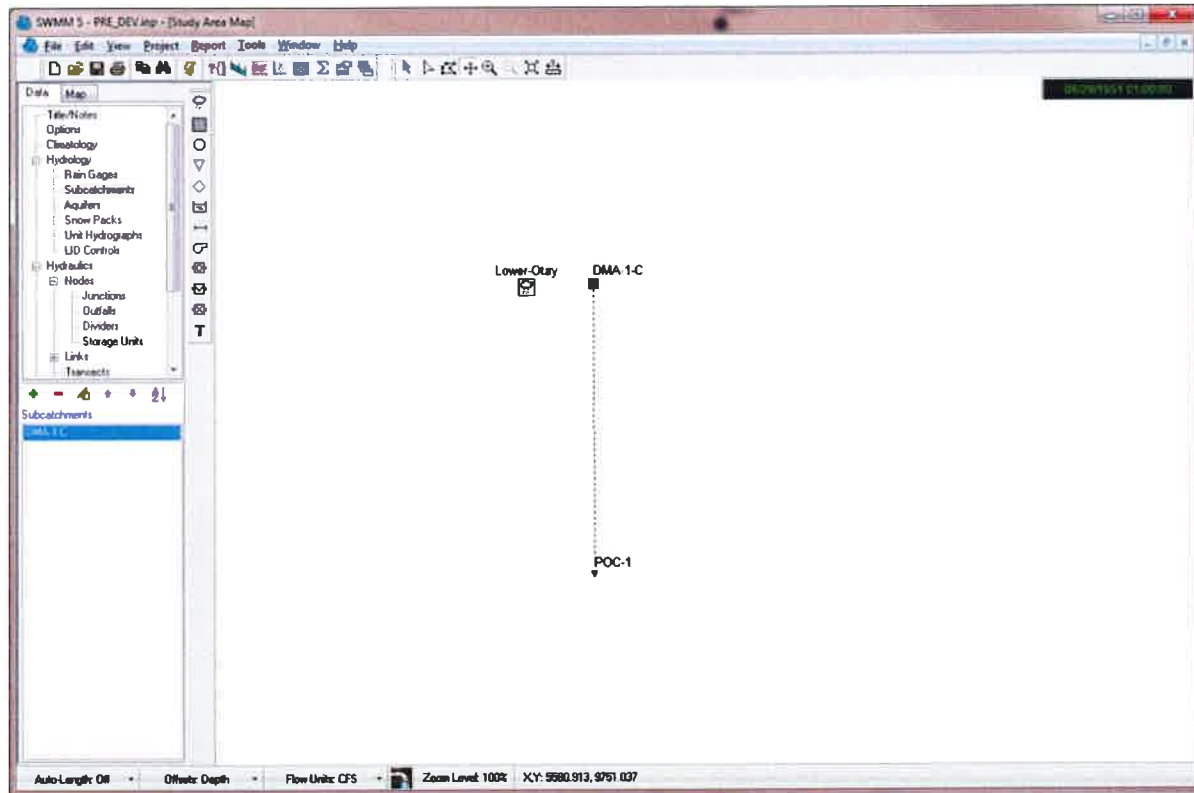 SWMM 5 - PRE_DEV.inp - [Study Area Map]
File Edit View Project Report Tools Window Help
Data Map
Title/Notes
Options
Climatology
Hydrology
Rain Gages
Subcatchments
Aquifers
Snow Packs
Unit Hydrographs
LID Controls
Hydraulics
Nodes
Junctions
Outfalls
Dividers
Storage Units
Links
Transects
T
Subcatchments
DMA-1-C
Lower-Otay DMA-1-C
POC-1
Auto-Length: Off Offsets: Depth Flow Units: CFS Zoom Level: 100% X,Y: 5580.913, 9751.037